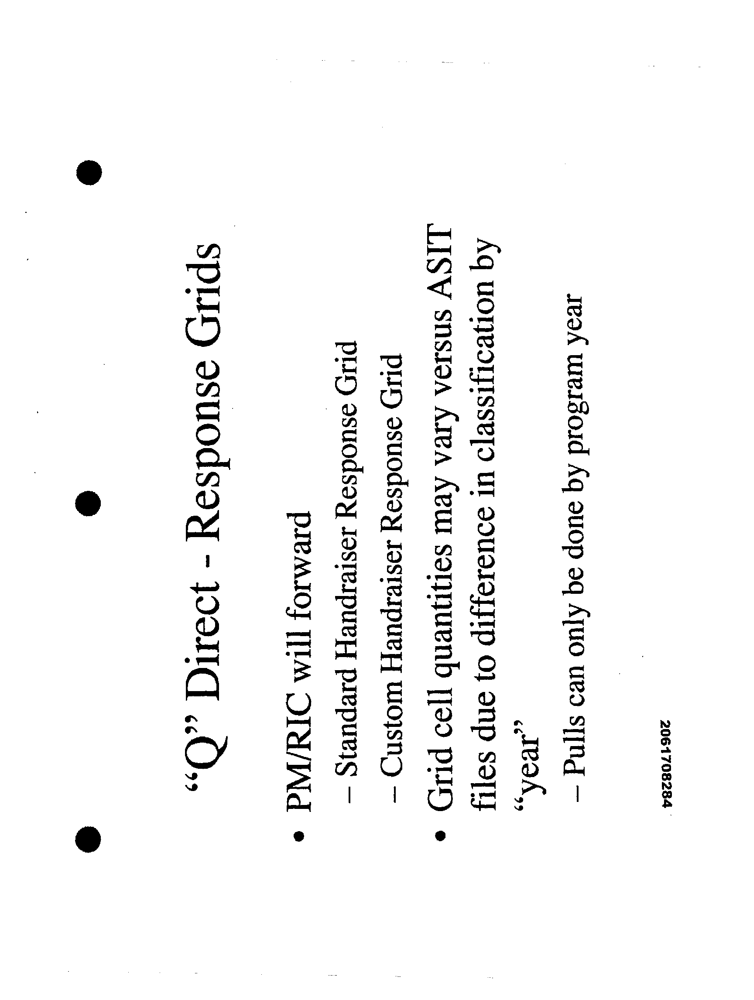 “Q” Direct - Response Grids
• PM/RIC will forward
– Standard Handraiser Response Grid
– Custom Handraiser Response Grid
• Grid cell quantities may vary versus ASIT
files due to difference in classification by
“year”
– Pulls can only be done by program year
2061708284